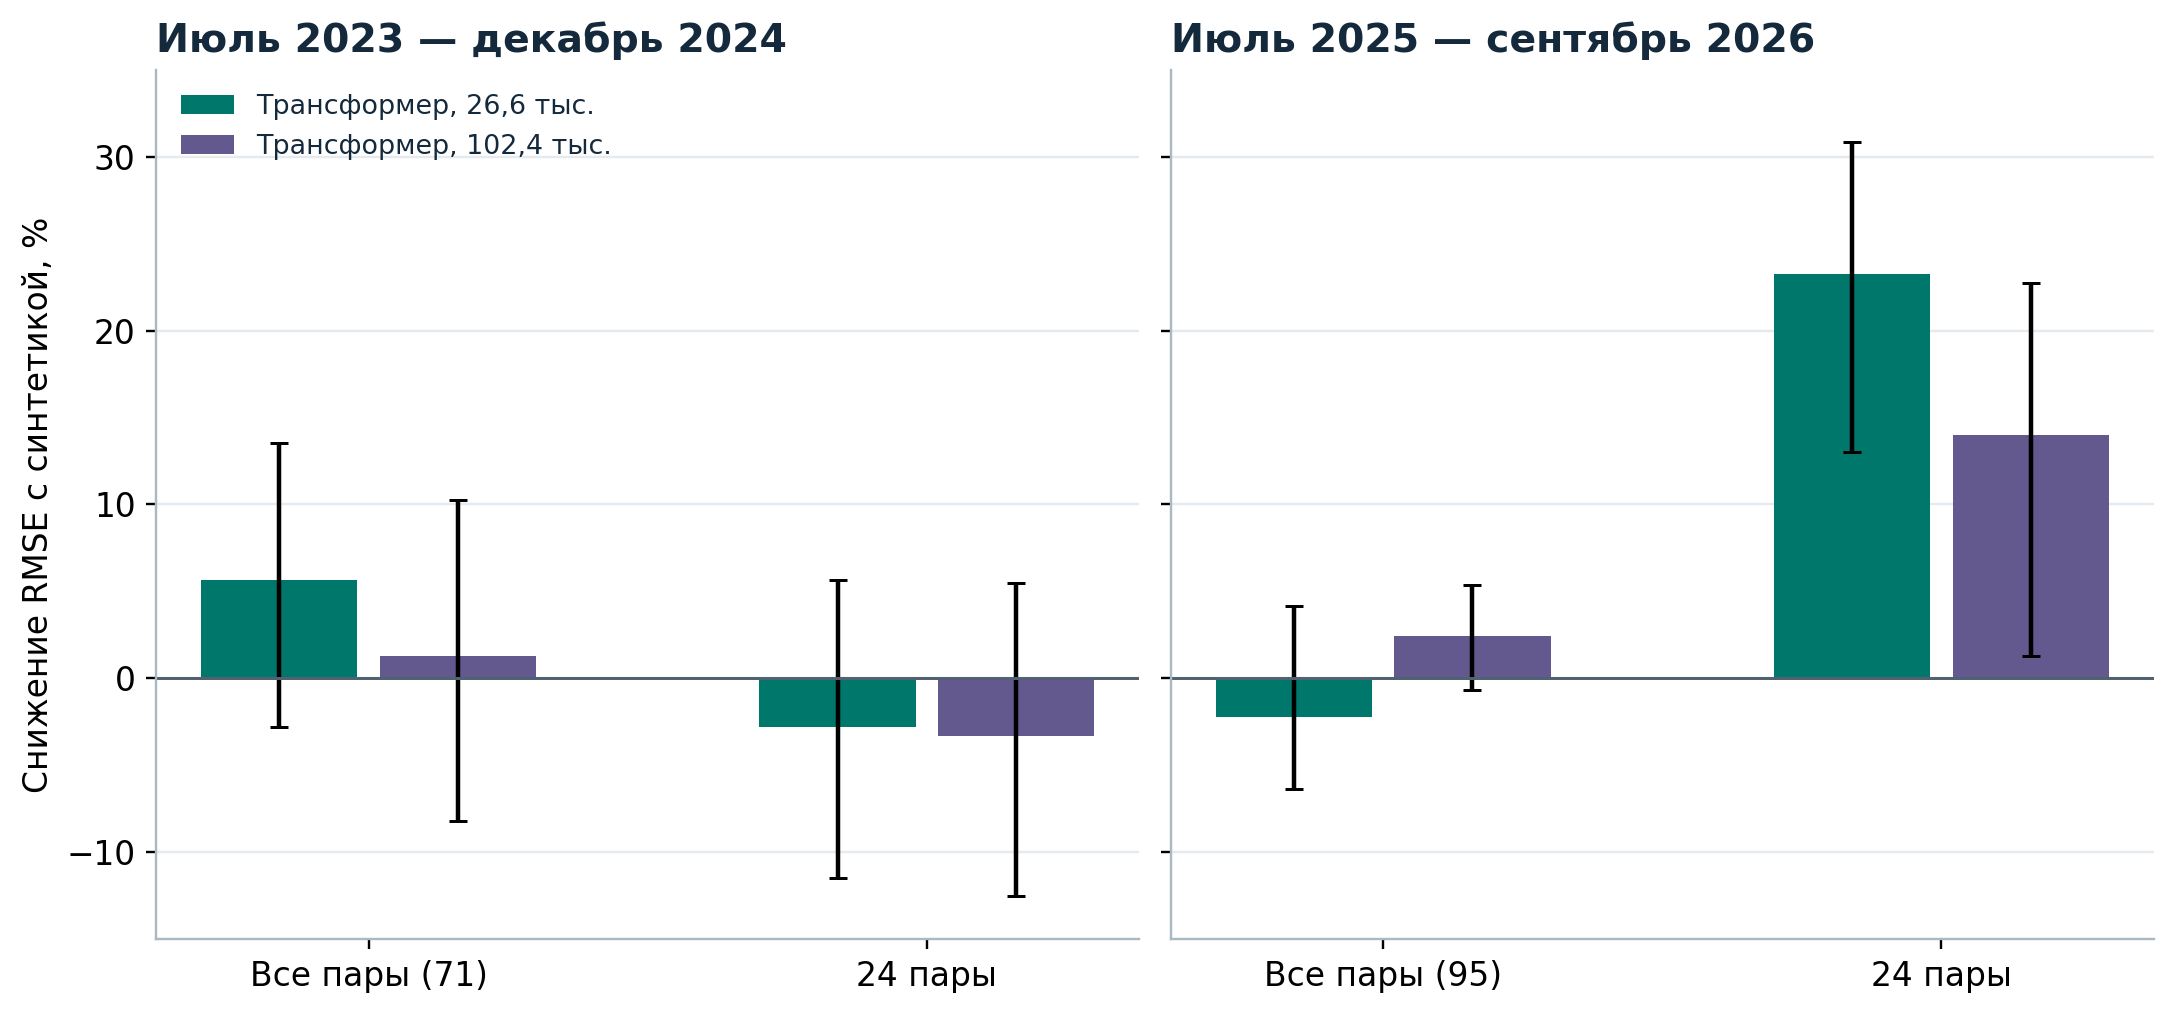 Июль 2023 — декабрь 2024
Трансформер, 26,6 тыс.
Трансформер, 102,4 тыс.
Снижение RMSE с синтетикой, %
30
20
10
0
−10
Все пары (71)
24 пары
Июль 2025 — сентябрь 2026
Все пары (95)
24 пары